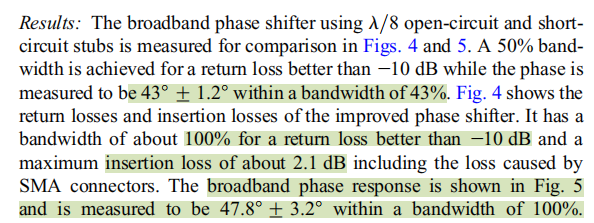 Results: The broadband phase shifter using λ/8 open-circuit and short-
circuit stubs is measured for comparison in Figs. 4 and 5. A 50% band-
width is achieved for a return loss better than −10 dB while the phase is
measured to be 43° ± 1.2° within a bandwidth of 43%. Fig. 4 shows the
return losses and insertion losses of the improved phase shifter. It has a
bandwidth of about 100% for a return loss better than −10 dB and a
maximum insertion loss of about 2.1 dB including the loss caused by
SMA connectors. The broadband phase response is shown in Fig. 5
and is measured to be 47.8° ± 3.2° within a bandwidth of 100%.